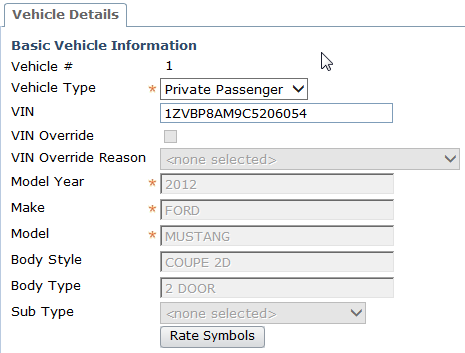 Vehicle Details
Basic Vehicle Information
Vehicle # 1
Vehicle Type * Private Passenger
VIN 1ZVBP8AM9C5206054
VIN Override
VIN Override Reason <none selected>
Model Year * 2012
Make * FORD
Model * MUSTANG
Body Style COUPE 2D
Body Type 2 DOOR
Sub Type <none selected>
Rate Symbols